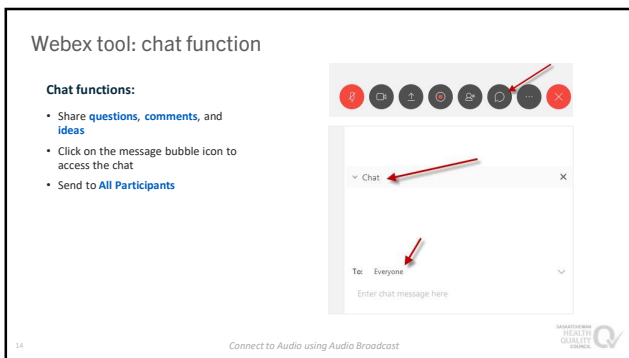 Webex tool: chat function
Chat functions:
• Share questions, comments, and
ideas
• Click on the message bubble icon to
access the chat
• Send to All Participants
Chat
To: Everyone
Enter chat message here
14
Connect to Audio using Audio Broadcast
SASKATCHEWAN
HEALTH
QUALITY
COUNCIL